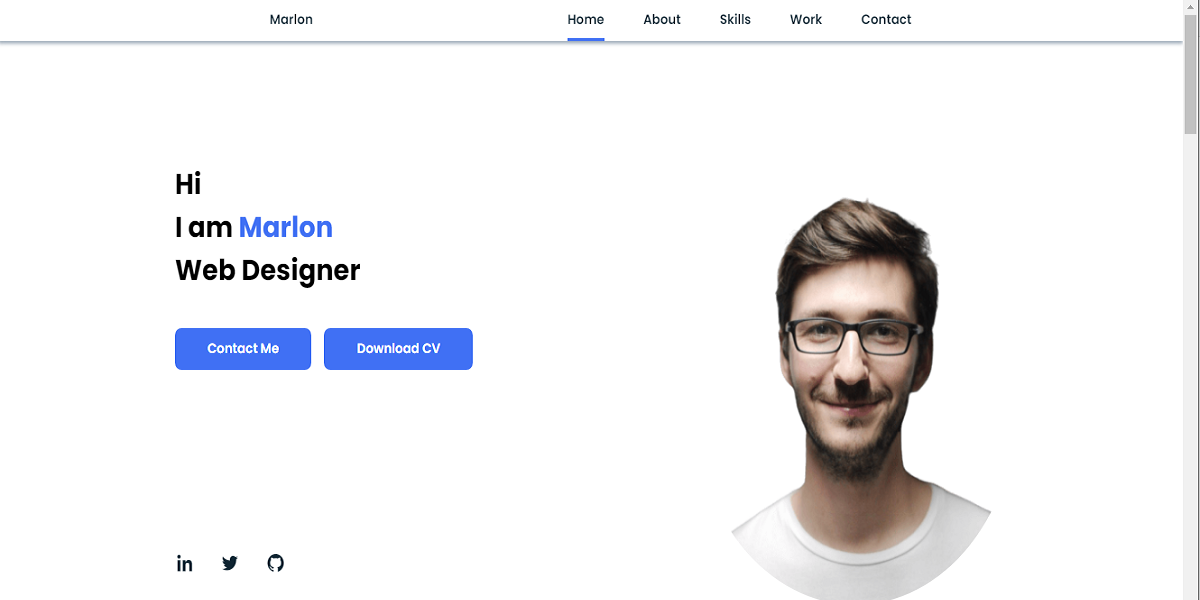 Marlon
Home About Skills Work Contact
Hi
I am Marlon
Web Designer
Contact Me
Download CV
in